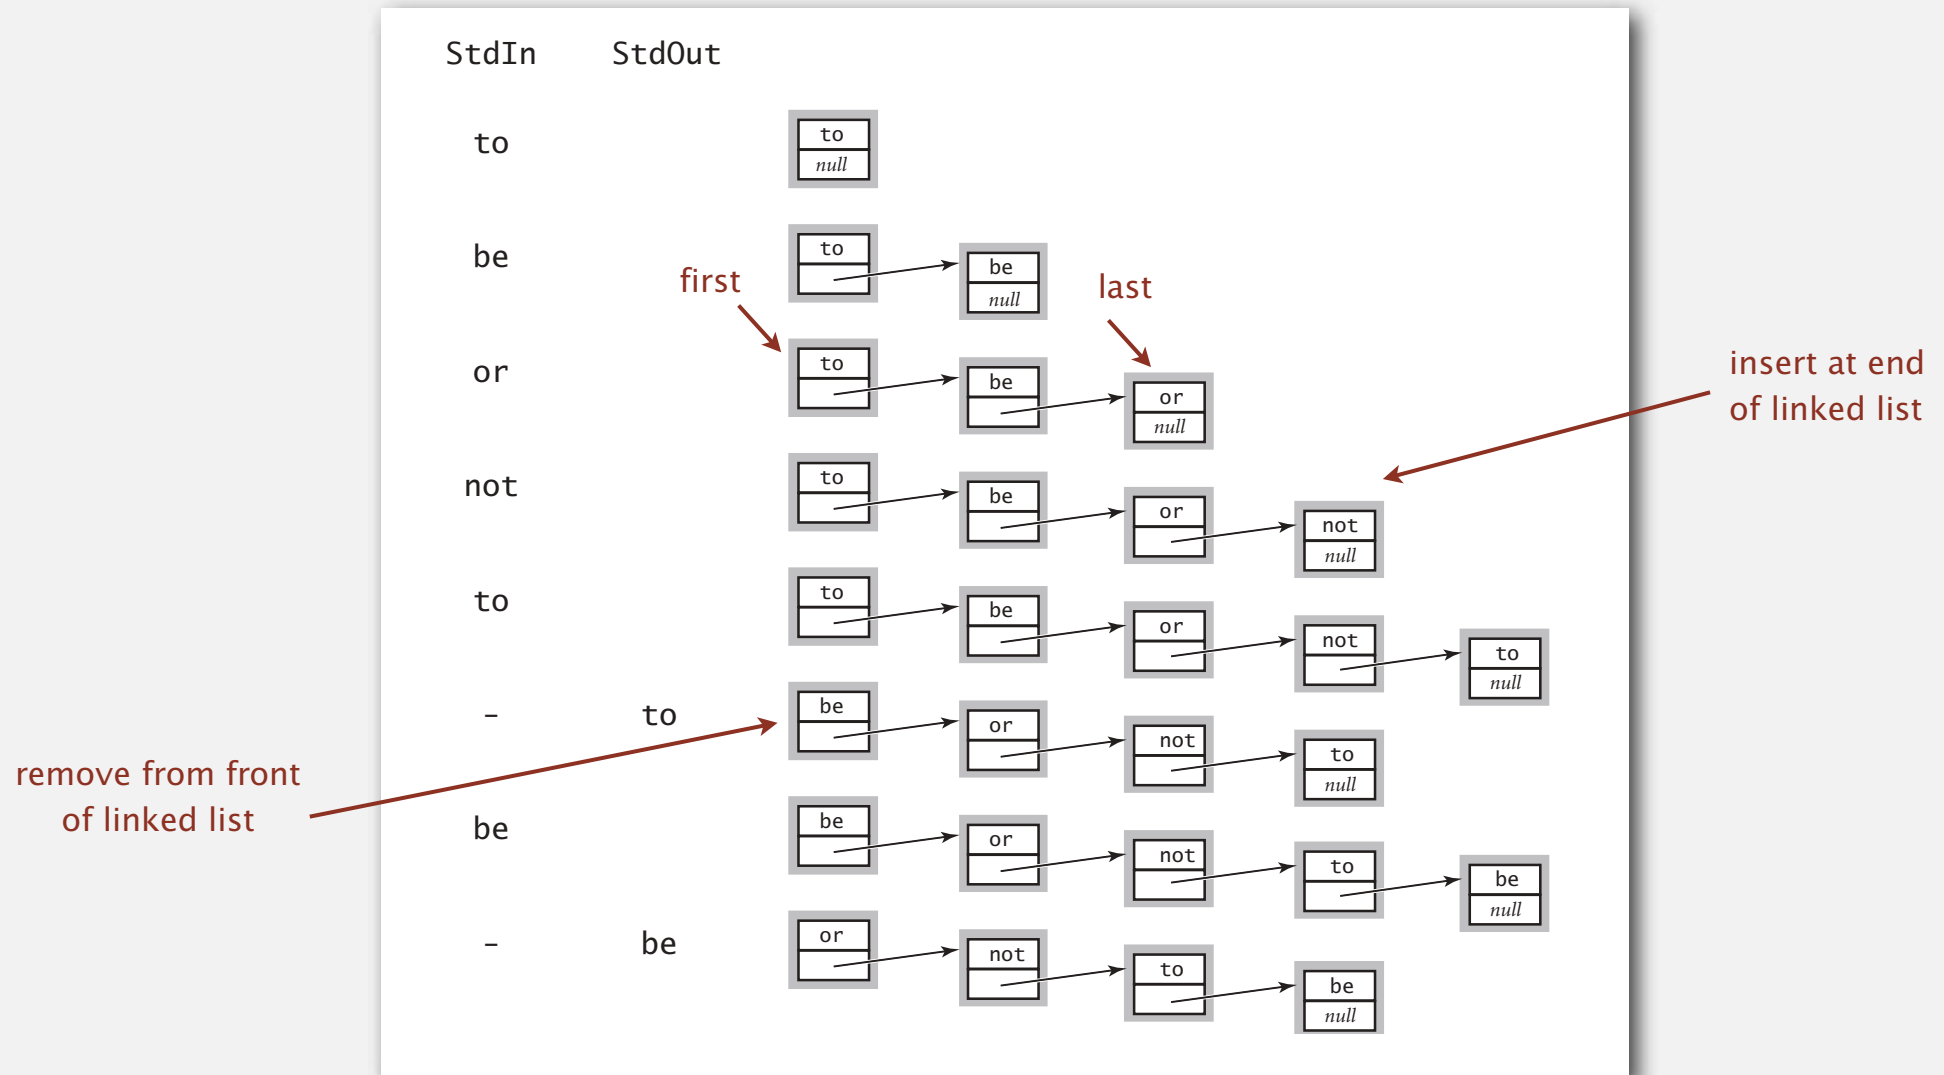 StdIn StdOut
to
to
null
be
to
be
null
first
last
or
to
be
or
null
insert at end
of linked list
not
to
be
or
not
null
to
to
be
or
not
to
null
– to
be
or
not
to
null
remove from front
of linked list
be
be
or
not
to
be
null
– be
or
not
to
be
null